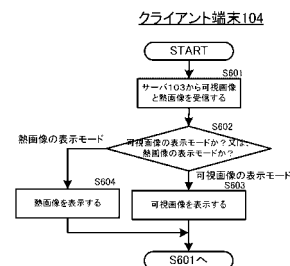 クライアント端末104
START
S601
サーバ103から可視画像
と熱画像を受信する
S602
熱画像の表示モード
可視画像の表示モードか？又は、
熱画像の表示モードか？
可視画像の表示モード
S604
S603
熱画像を表示する
可視画像を表示する
S601へ